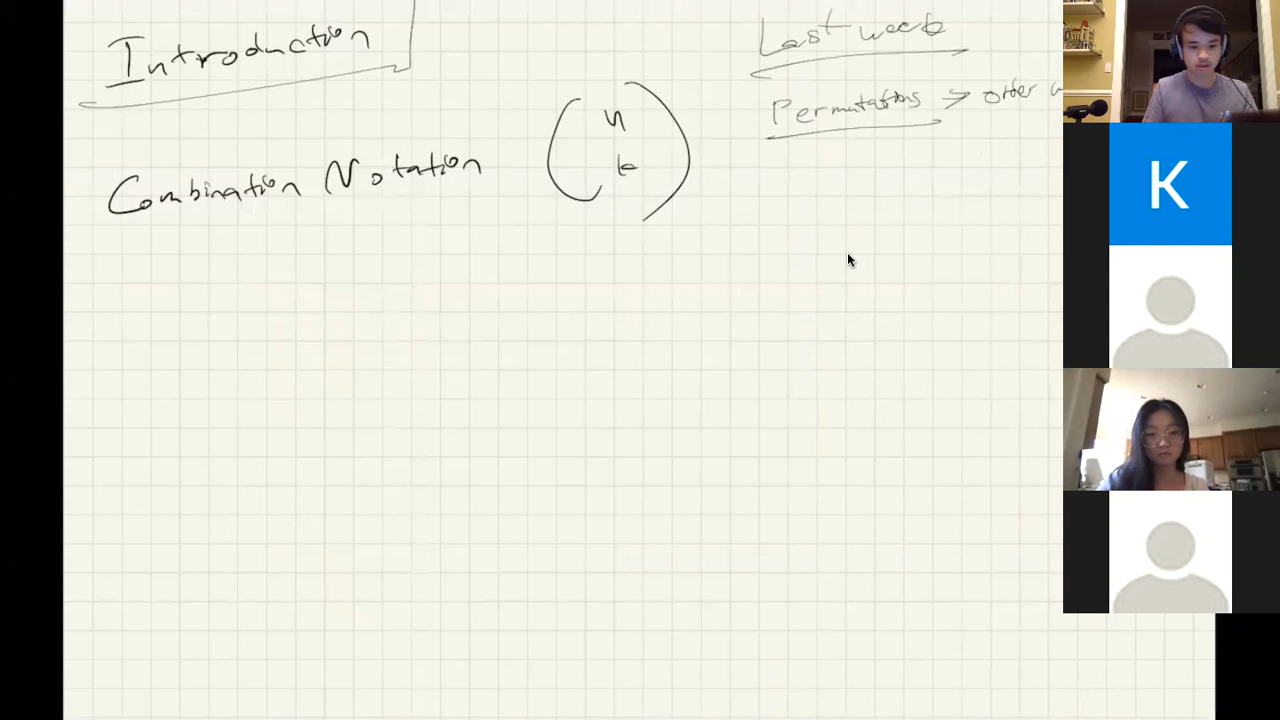 Introduction
Combination Notation
n
k
Last week
Permutations > order
K